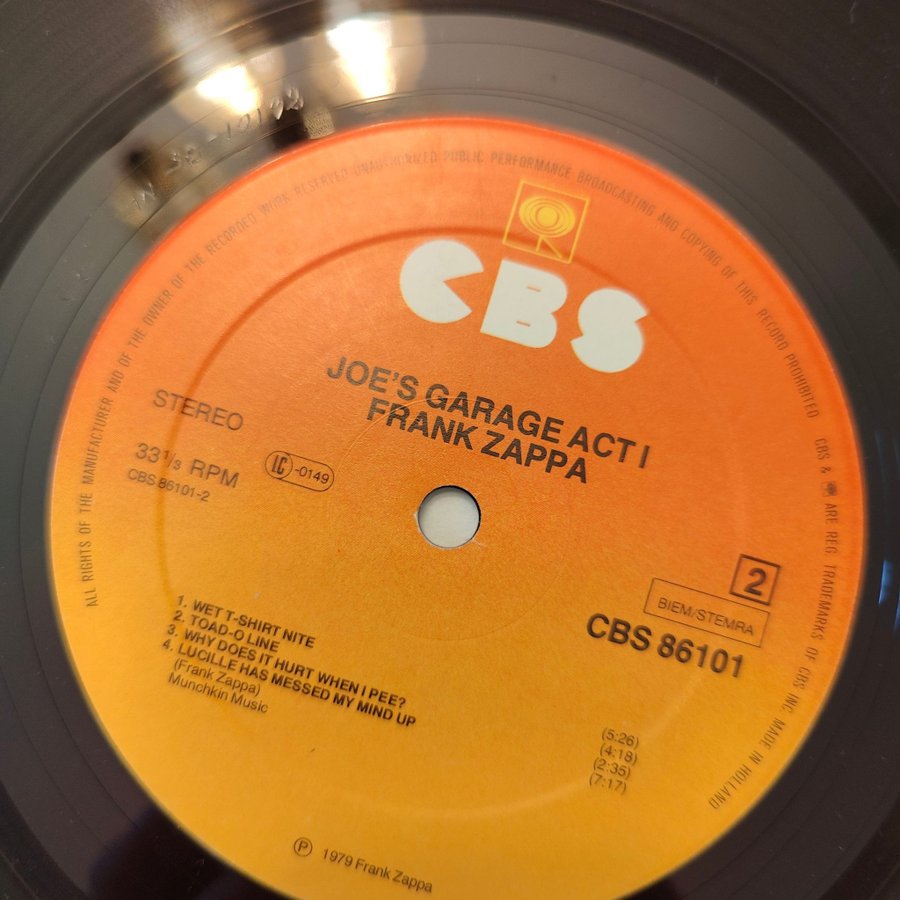 ALL RIGHTS OF THE MANUFACTURER AND OF THE OWNER OF THE RECORDED WORK RESERVED UNAUTHORIZED PUBLIC PERFORMANCE BROADCASTING AND COPYING OF THIS RECORD PROHIBITED
CBS & ARE REG. TRADEMARKS OF CBS INC. MADE IN HOLLAND
CBS
JOE'S GARAGE ACT I
FRANK ZAPPA
STEREO
33 1/3 RPM
CBS 86101-2
LC-0149
2
BIEM/STEMRA
CBS 86101
1. WET T-SHIRT NITE (5:26)
2. TOAD-O LINE (4:18)
3. WHY DOES IT HURT WHEN I PEE? (2:35)
4. LUCILLE HAS MESSED MY MIND UP (7:17)
(Frank Zappa)
Munchkin Music
Ⓟ 1979 Frank Zappa